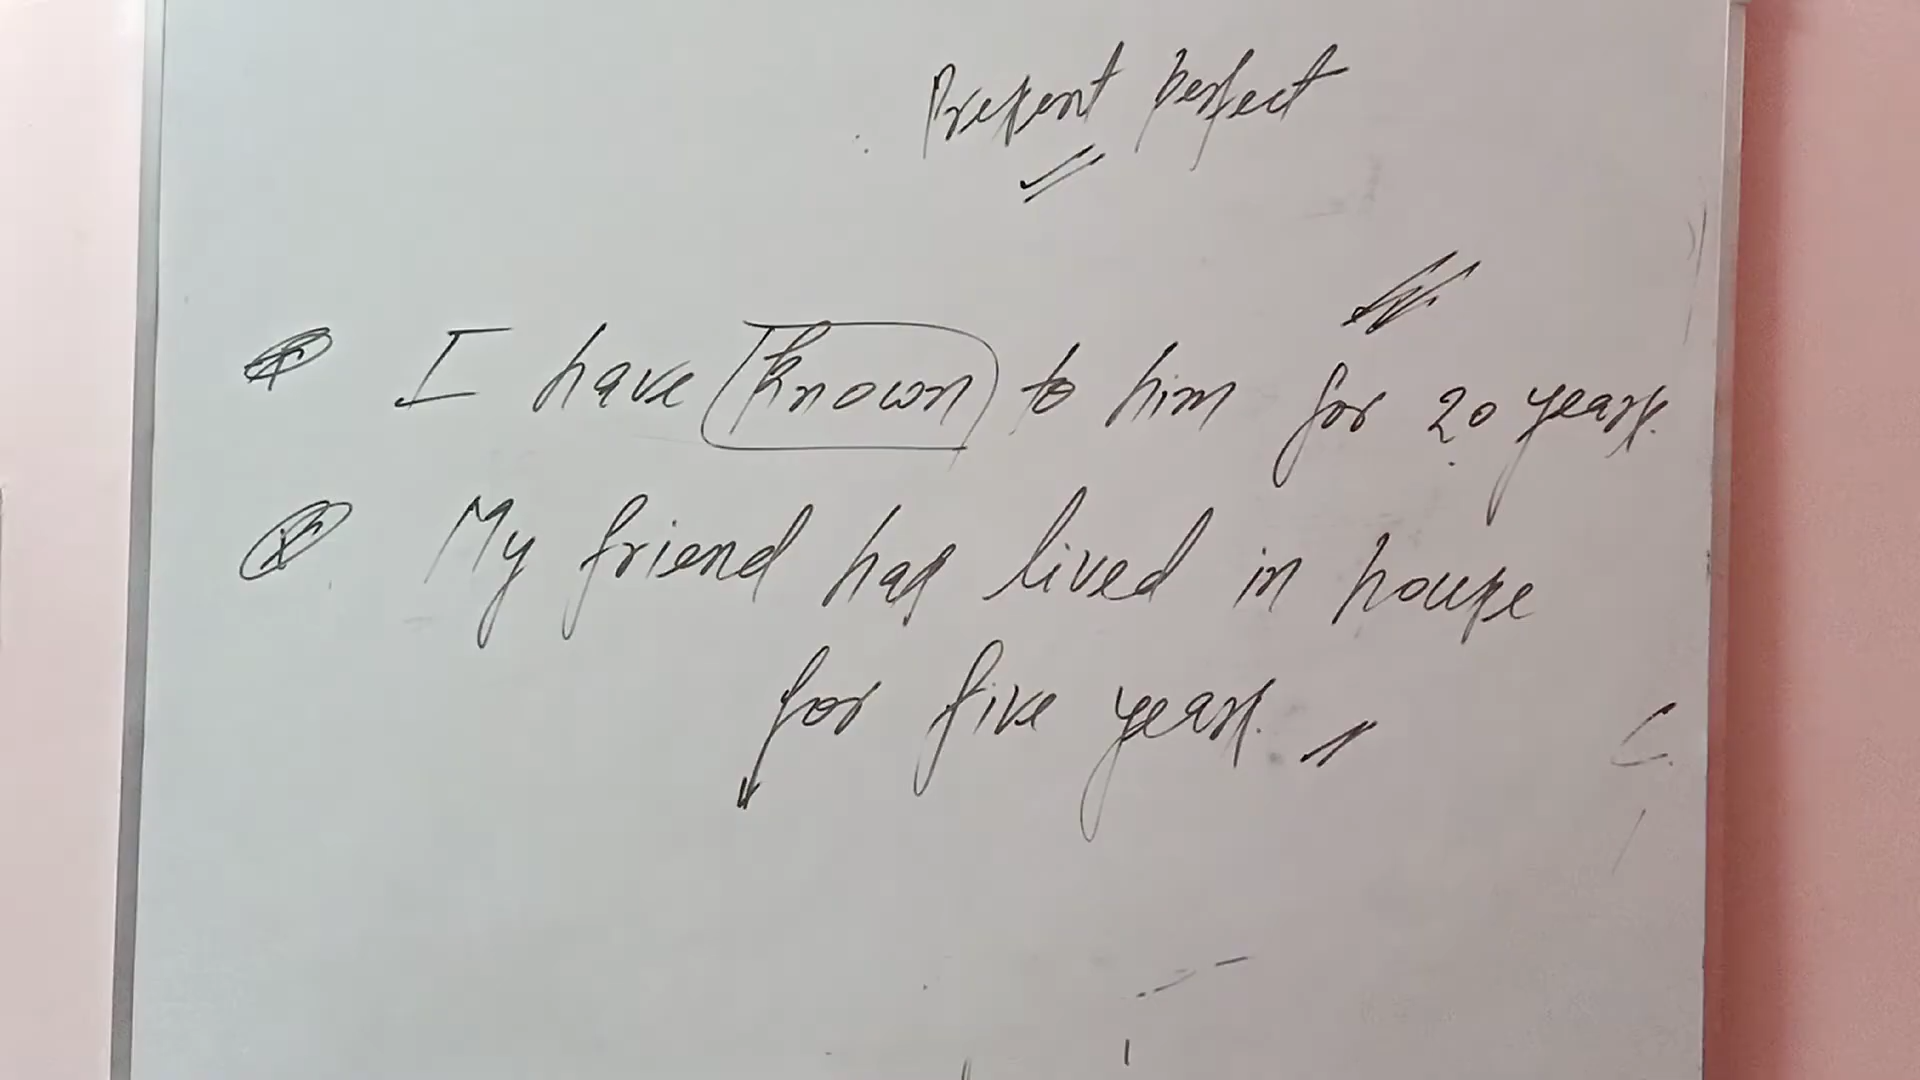 Present perfect
I have known to him for 20 years.
My friend has lived in house
for five years.